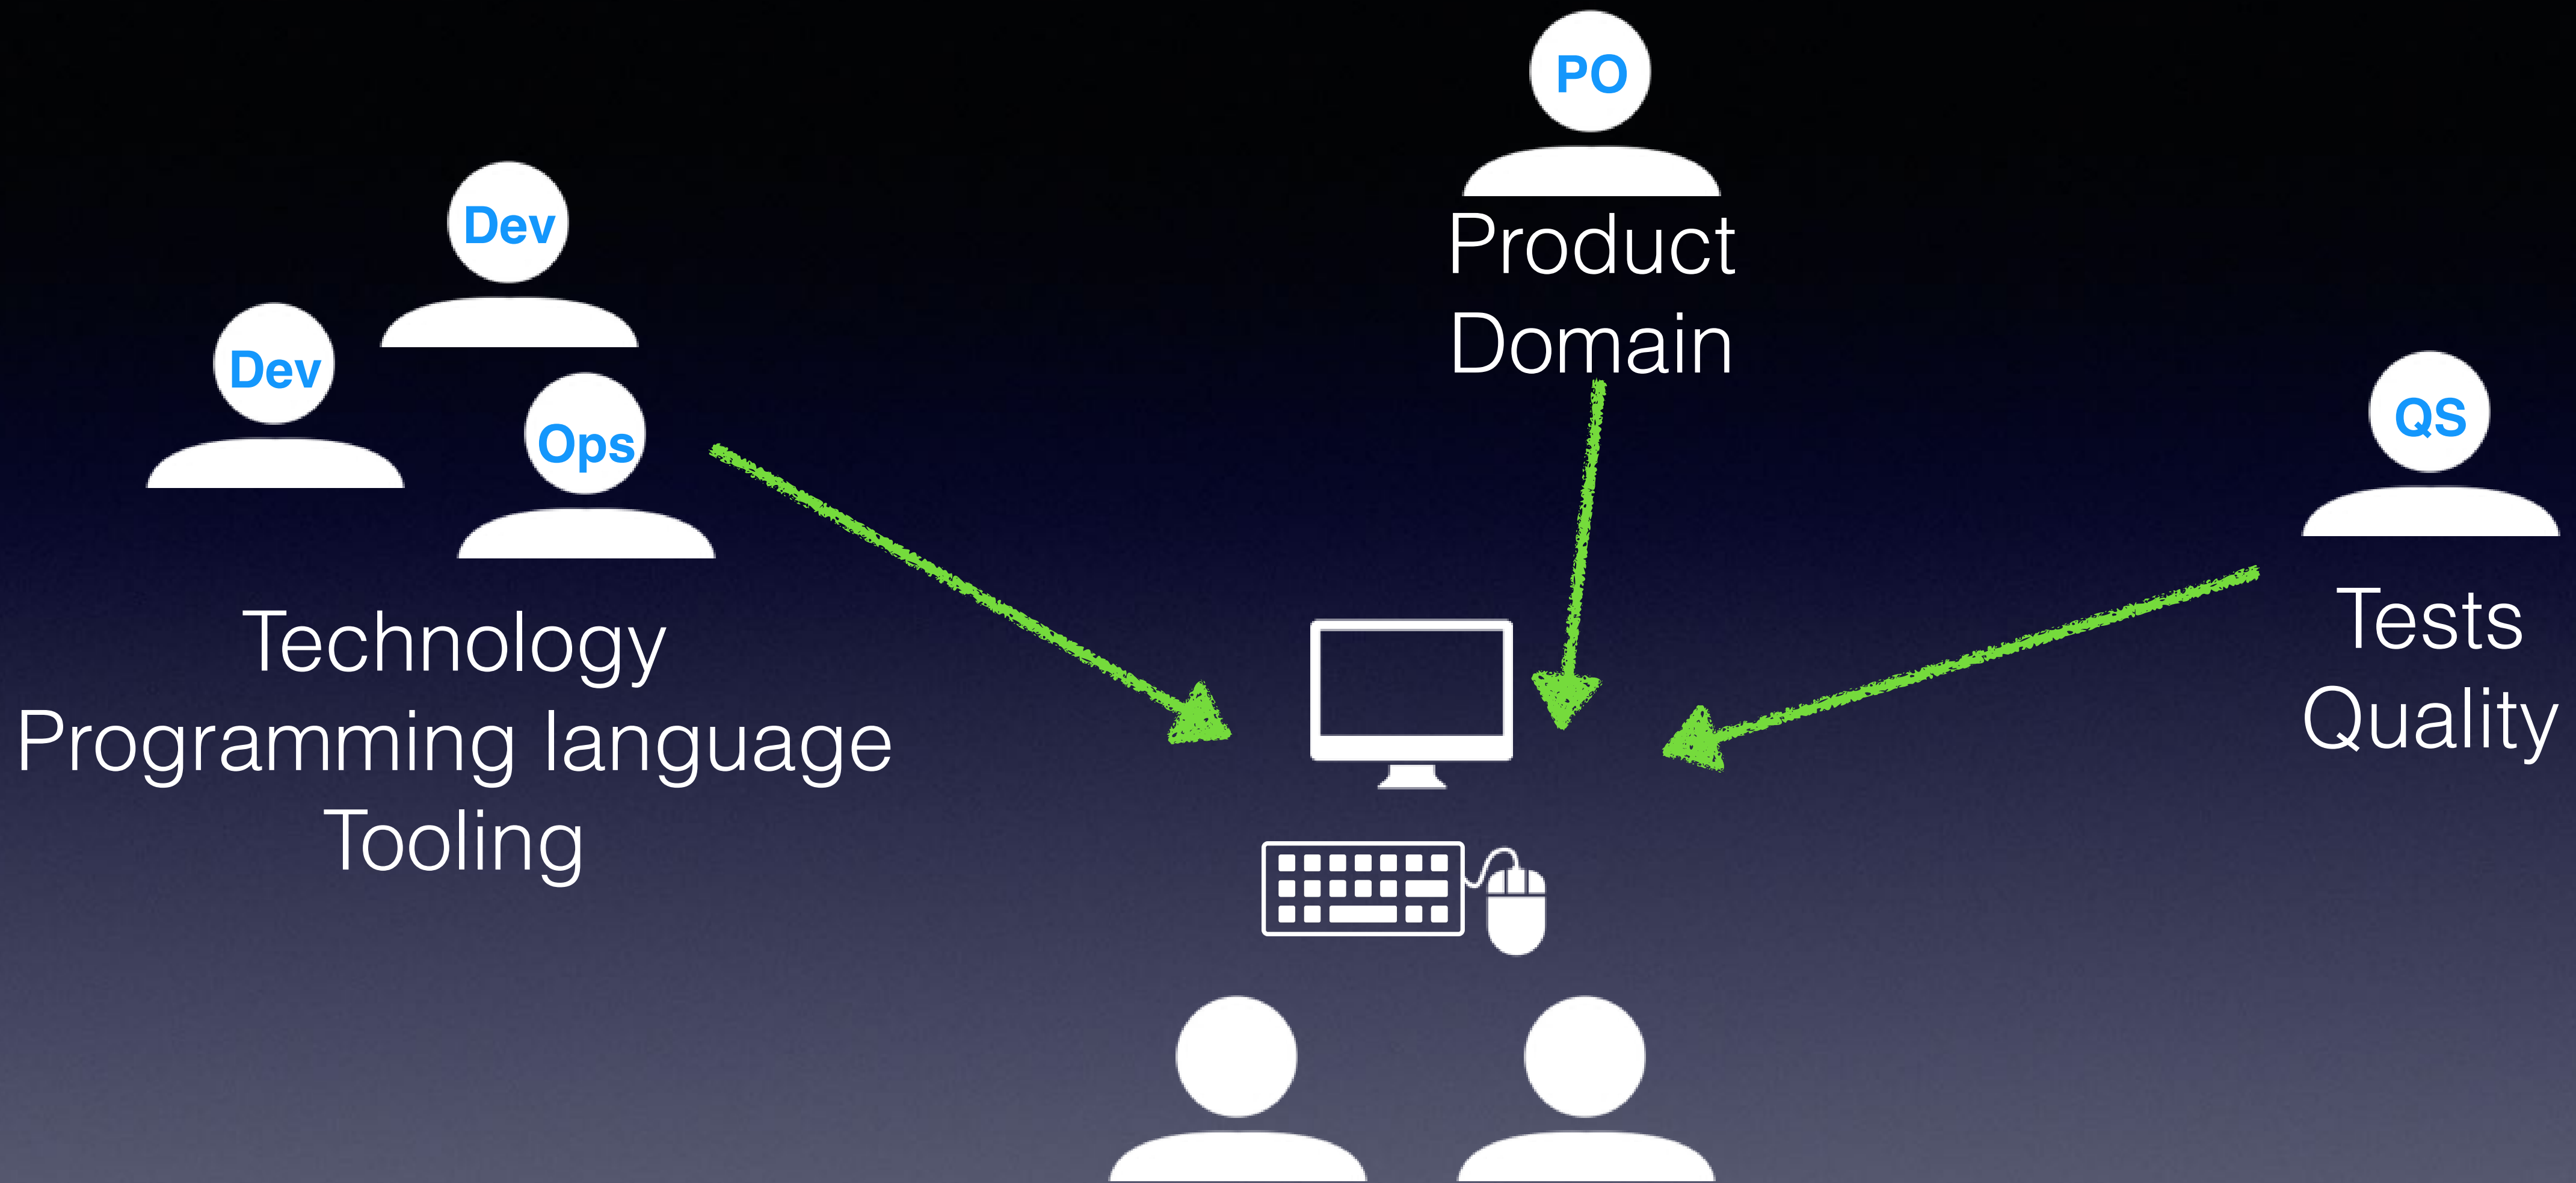 Dev
Dev
Ops
Technology
Programming language
Tooling
PO
Product
Domain
QS
Tests
Quality